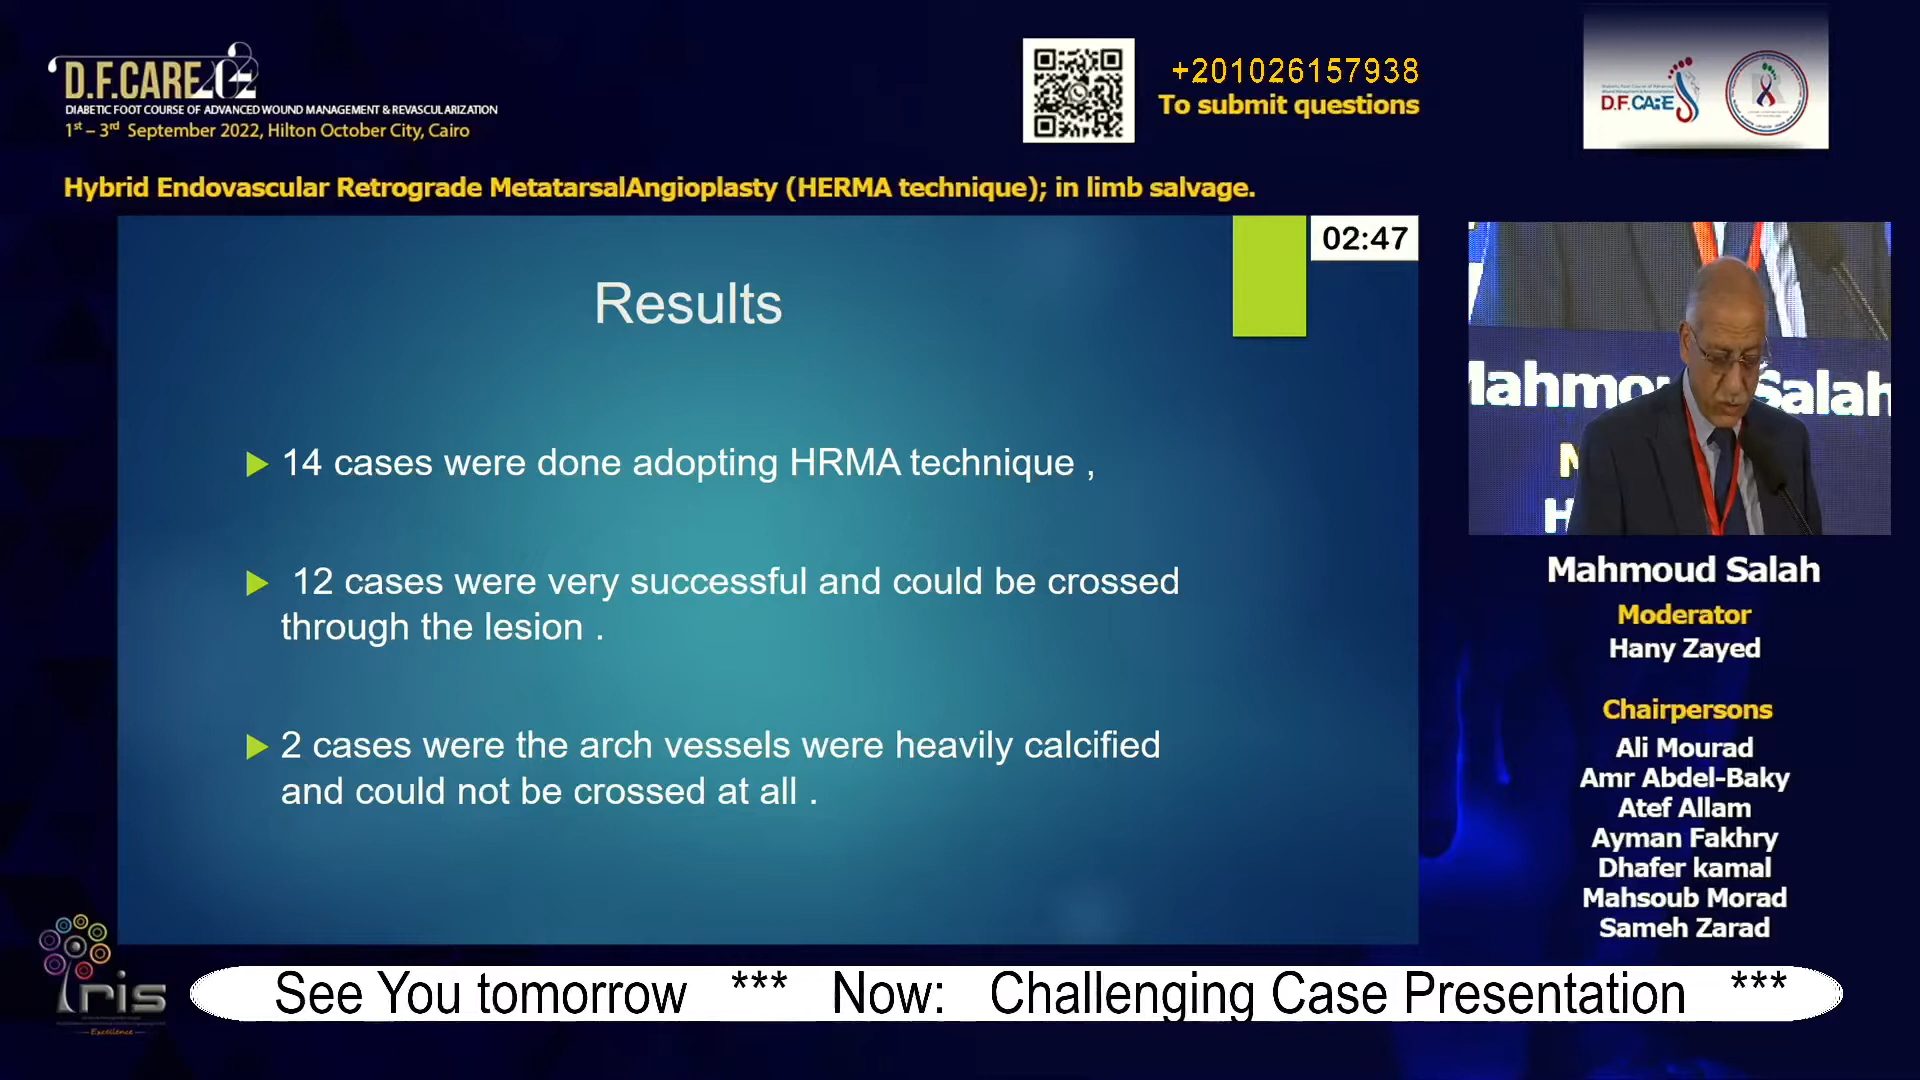 D.F.CARE
DIABETIC FOOT COURSE OF ADVANCED WOUND MANAGEMENT & REVASCULARIZATION
1st – 3rd September 2022, Hilton October City, Cairo
+201026157938
To submit questions
D.F.CARE
Hybrid Endovascular Retrograde MetatarsalAngioplasty (HERMA technique); in limb salvage.
02:47
Results
14 cases were done adopting HRMA technique ,
12 cases were very successful and could be crossed
through the lesion .
2 cases were the arch vessels were heavily calcified
and could not be crossed at all .
Salah
Mahmoud Salah
Moderator
Hany Zayed
Chairpersons
Ali Mourad
Amr Abdel-Baky
Atef Allam
Ayman Fakhry
Dhafer kamal
Mahsoub Morad
Sameh Zarad
Iris
Excellence
See You tomorrow *** Now: Challenging Case Presentation ***